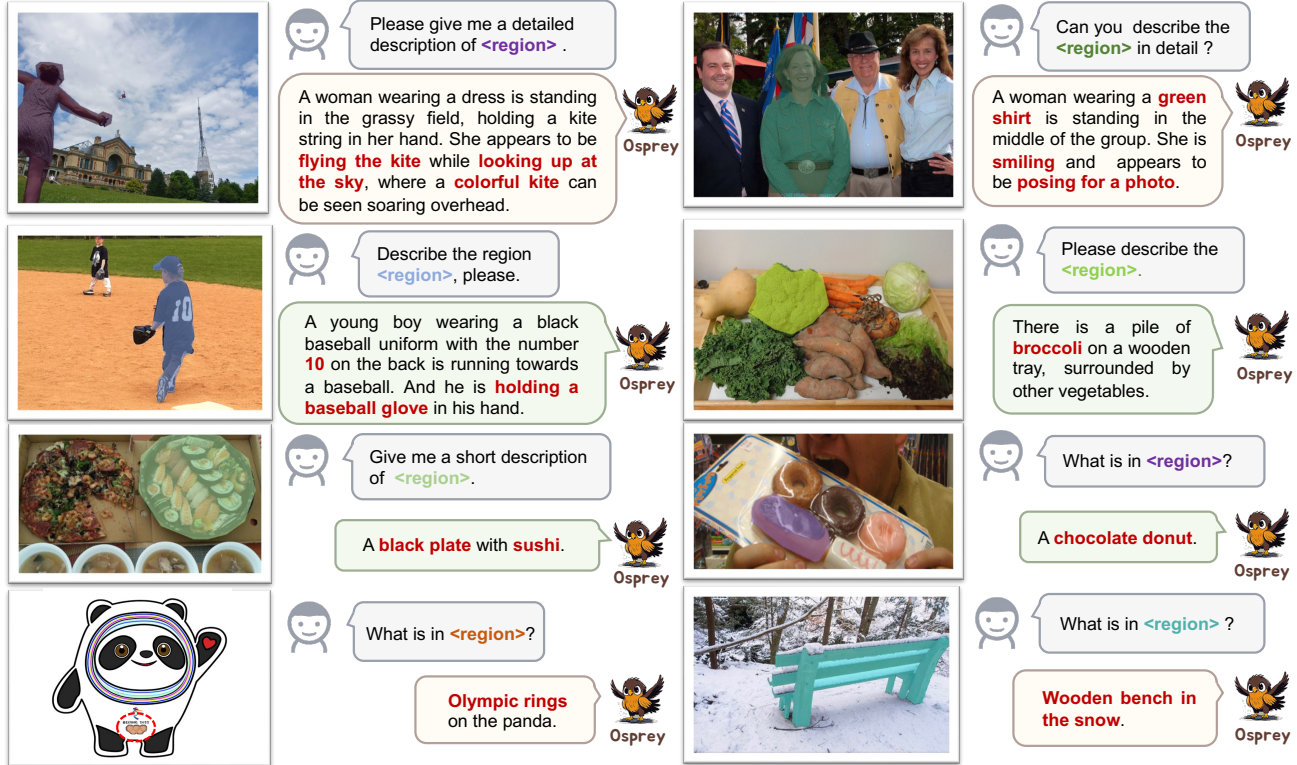 Please give me a detailed
description of <region> .
A woman wearing a dress is standing
in the grassy field, holding a kite
string in her hand. She appears to be
flying the kite while looking up at
the sky, where a colorful kite can
be seen soaring overhead.
Osprey
Can you describe the
<region> in detail ?
A woman wearing a green
shirt is standing in the
middle of the group. She is
smiling and appears to
be posing for a photo.
Osprey
10
Describe the region
<region>, please.
A young boy wearing a black
baseball uniform with the number
10 on the back is running towards
a baseball. And he is holding a
baseball glove in his hand.
Osprey
Please describe the
<region>.
There is a pile of
broccoli on a wooden
tray, surrounded by
other vegetables.
Osprey
Give me a short description
of <region>.
A black plate with sushi.
Osprey
What is in <region>?
A chocolate donut.
Osprey
What is in <region>?
Olympic rings
on the panda.
Osprey
What is in <region> ?
Wooden bench in
the snow.
Osprey